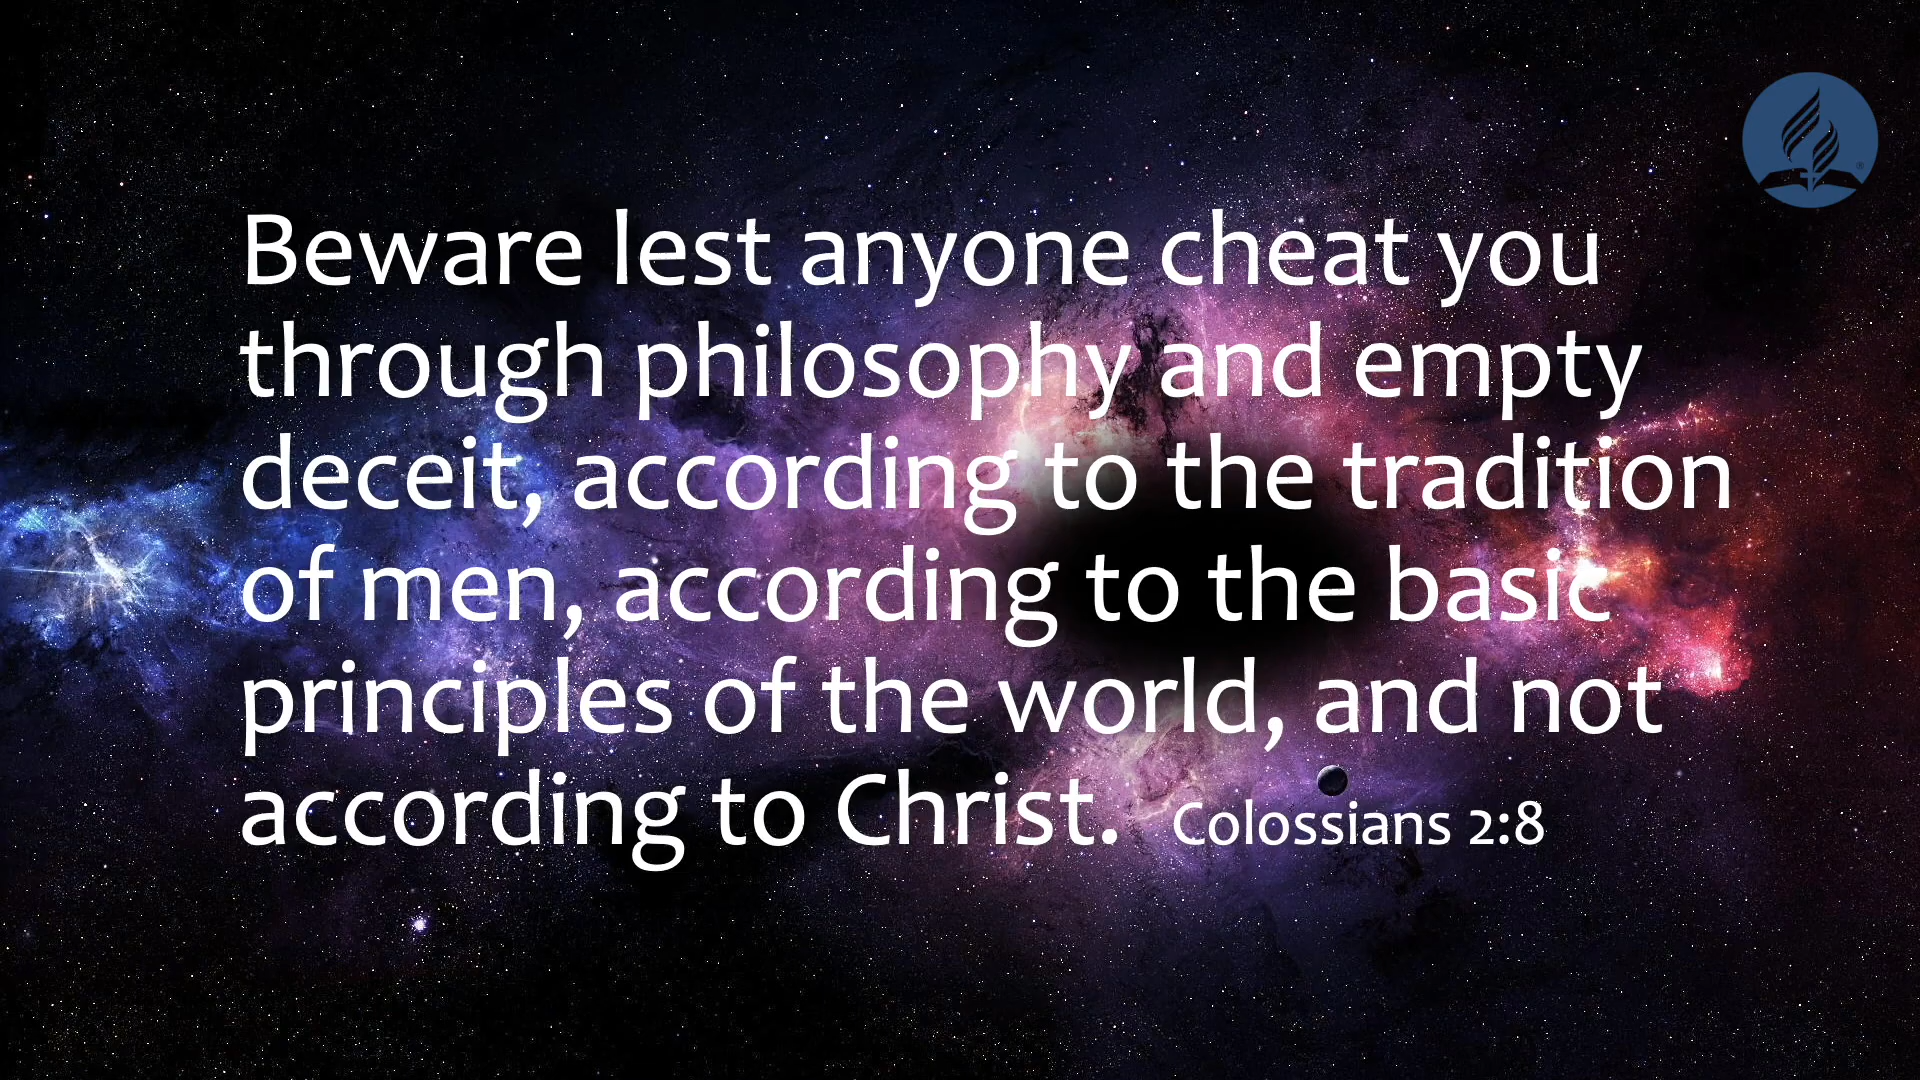 Beware lest anyone cheat you
through philosophy and empty
deceit, according to the tradition
of men, according to the basic
principles of the world, and not
according to Christ. Colossians 2:8
®